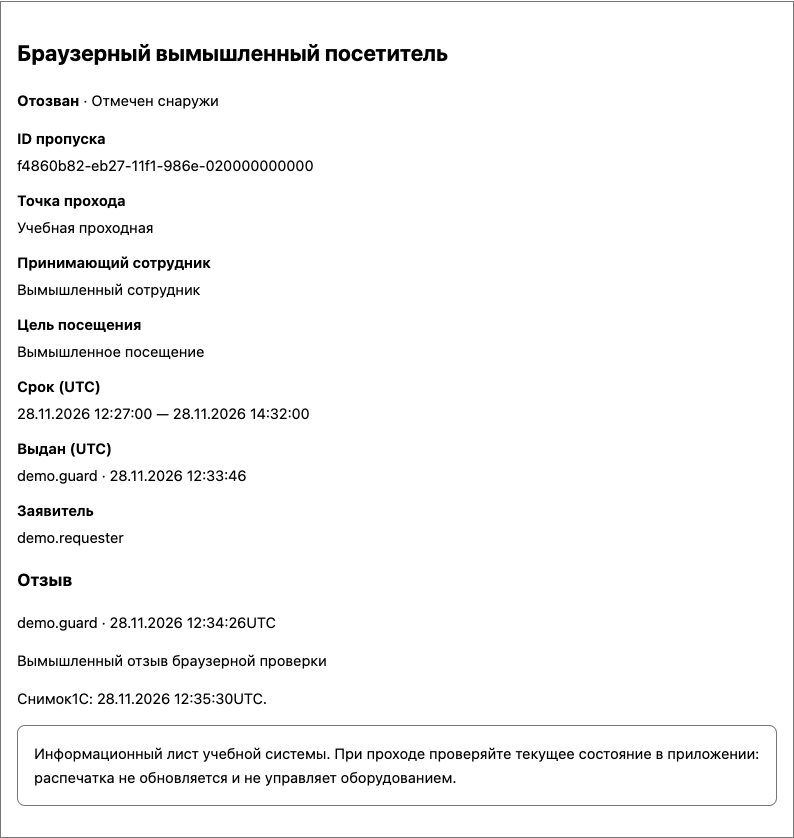 Браузерный вымышленный посетитель
Отозван · Отмечен снаружи
ID пропуска
f4860b82-eb27-11f1-986e-020000000000
Точка прохода
Учебная проходная
Принимающий сотрудник
Вымышленный сотрудник
Цель посещения
Вымышленное посещение
Срок (UTC)
28.11.2026 12:27:00 — 28.11.2026 14:32:00
Выдан (UTC)
demo.guard · 28.11.2026 12:33:46
Заявитель
demo.requester
Отзыв
demo.guard · 28.11.2026 12:34:26UTC
Вымышленный отзыв браузерной проверки
Снимок1С: 28.11.2026 12:35:30UTC.
Информационный лист учебной системы. При проходе проверяйте текущее состояние в приложении:
распечатка не обновляется и не управляет оборудованием.